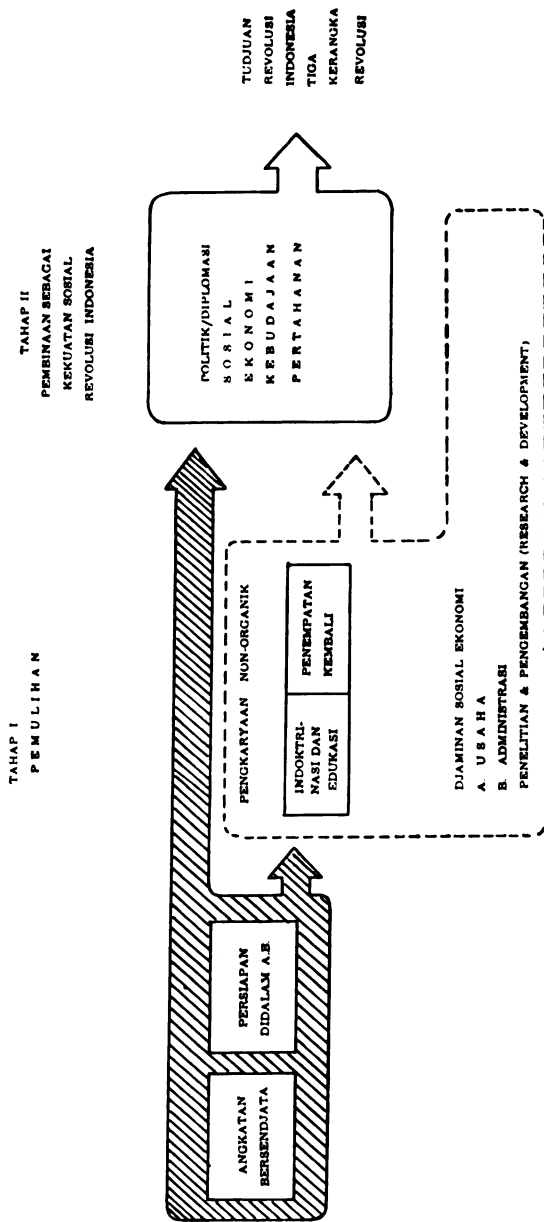 TAHAP I
PEMULIHAN
TAHAP II
PEMBINAAN SEBAGAI
KEKUATAN SOSIAL
REVOLUSI INDONESIA
ANGKATAN
BERSENDJATA
PERSIAPAN
DIDALAM A.B.
PENGKARYAAN NON-ORGANIK
INDOKTRI-
NASI DAN
EDUKASI
PENEMPATAN
KEMBALI
DJAMINAN SOSIAL EKONOMI
A. USAHA
B. ADMINISTRASI
PENELITIAN & PENGEMBANGAN (RESEARCH & DEVELOPMENT)
POLITIK/DIPLOMASI
SOSIAL
EKONOMI
KEBUDAJAAN
PERTAHANAN
TUDJUAN
REVOLUSI
INDONESIA
TIGA
KERANGKA
REVOLUSI